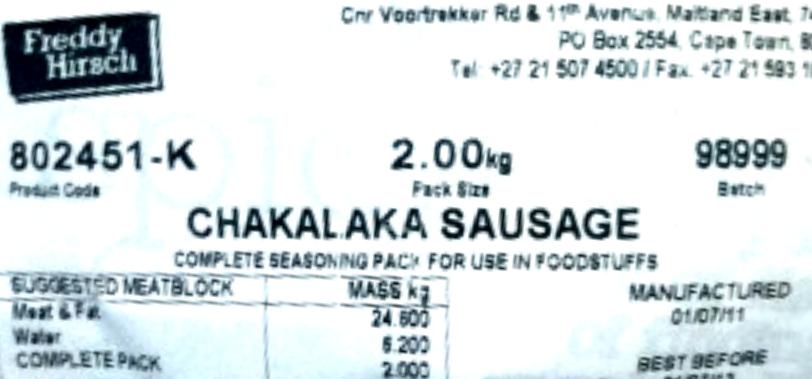 Freddy
Hirsch
Cnr Voortrekker Rd & 11th Avenue, Maitland East,
PO Box 2554, Cape Town,
Tel: +27 21 507 4500 / Fax: +27 21 593
802451-K
Product Code
2.00kg
Pack Size
98999
Batch
CHAKALAKA SAUSAGE
COMPLETE SEASONING PACK FOR USE IN FOODSTUFFS
SUGGESTED MEATBLOCK MASS kg
Meat & Fat 24.800
Water 6.200
COMPLETE PACK 2.000
MANUFACTURED
01/07/11
BEST BEFORE